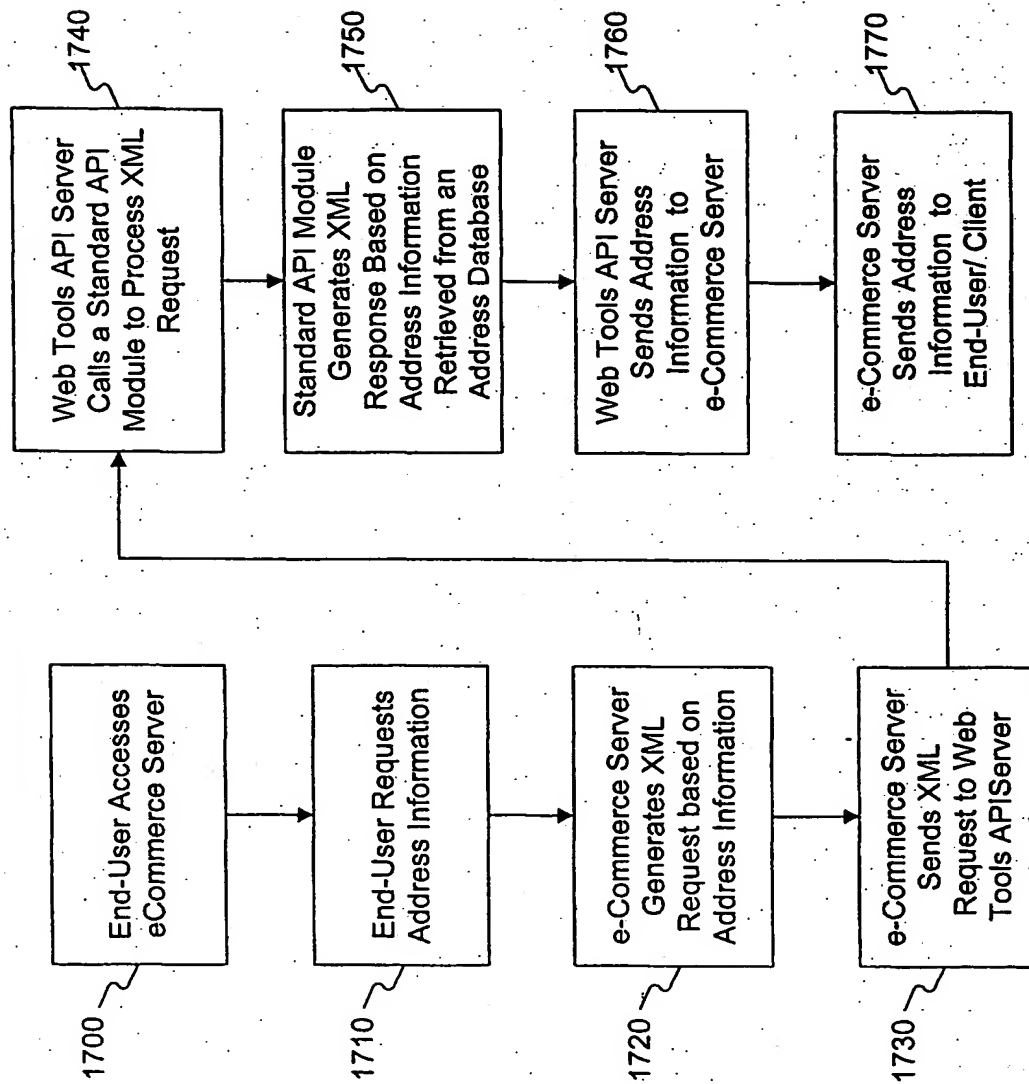 1700
End-User Accesses
eCommerce Server
1710
End-User Requests
Address Information
1720
e-Commerce Server
Generates XML
Request based on
Address Information
1730
e-Commerce Server
Sends XML
Request to Web
Tools APIServer
1740
Web Tools API Server
Calls a Standard API
Module to Process XML
Request
1750
Standard API Module
Generates XML
Response Based on
Address Information
Retrieved from an
Address Database
1760
Web Tools API Server
Sends Address
Information to
e-Commerce Server
1770
e-Commerce Server
Sends Address
Information to
End-User/ Client